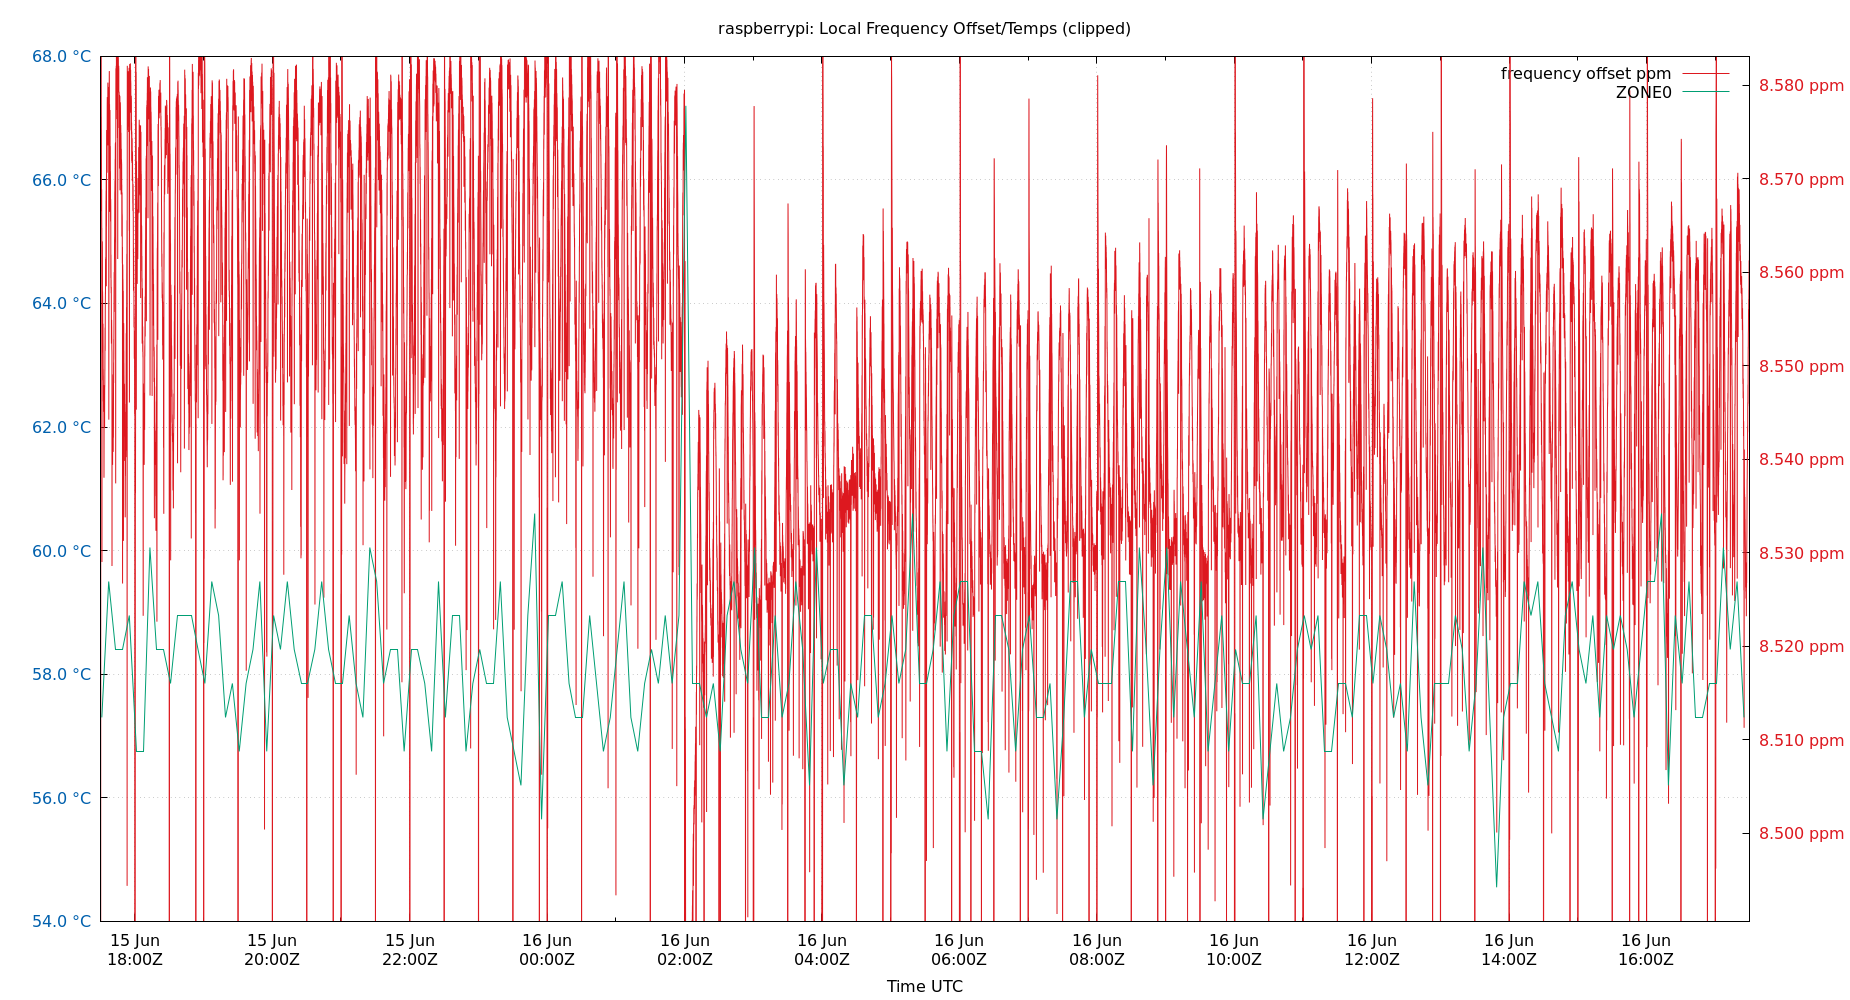 raspberrypi: Local Frequency Offset/Temps (clipped)
68.0 °C
66.0 °C
64.0 °C
62.0 °C
60.0 °C
58.0 °C
56.0 °C
54.0 °C
frequency offset ppm
ZONE0
8.580 ppm
8.570 ppm
8.560 ppm
8.550 ppm
8.540 ppm
8.530 ppm
8.520 ppm
8.510 ppm
8.500 ppm
15 Jun 15 Jun 15 Jun 16 Jun 16 Jun 16 Jun 16 Jun 16 Jun 16 Jun 16 Jun 16 Jun 16 Jun
18:00Z 20:00Z 22:00Z 00:00Z 02:00Z 04:00Z 06:00Z 08:00Z 10:00Z 12:00Z 14:00Z 16:00Z
Time UTC